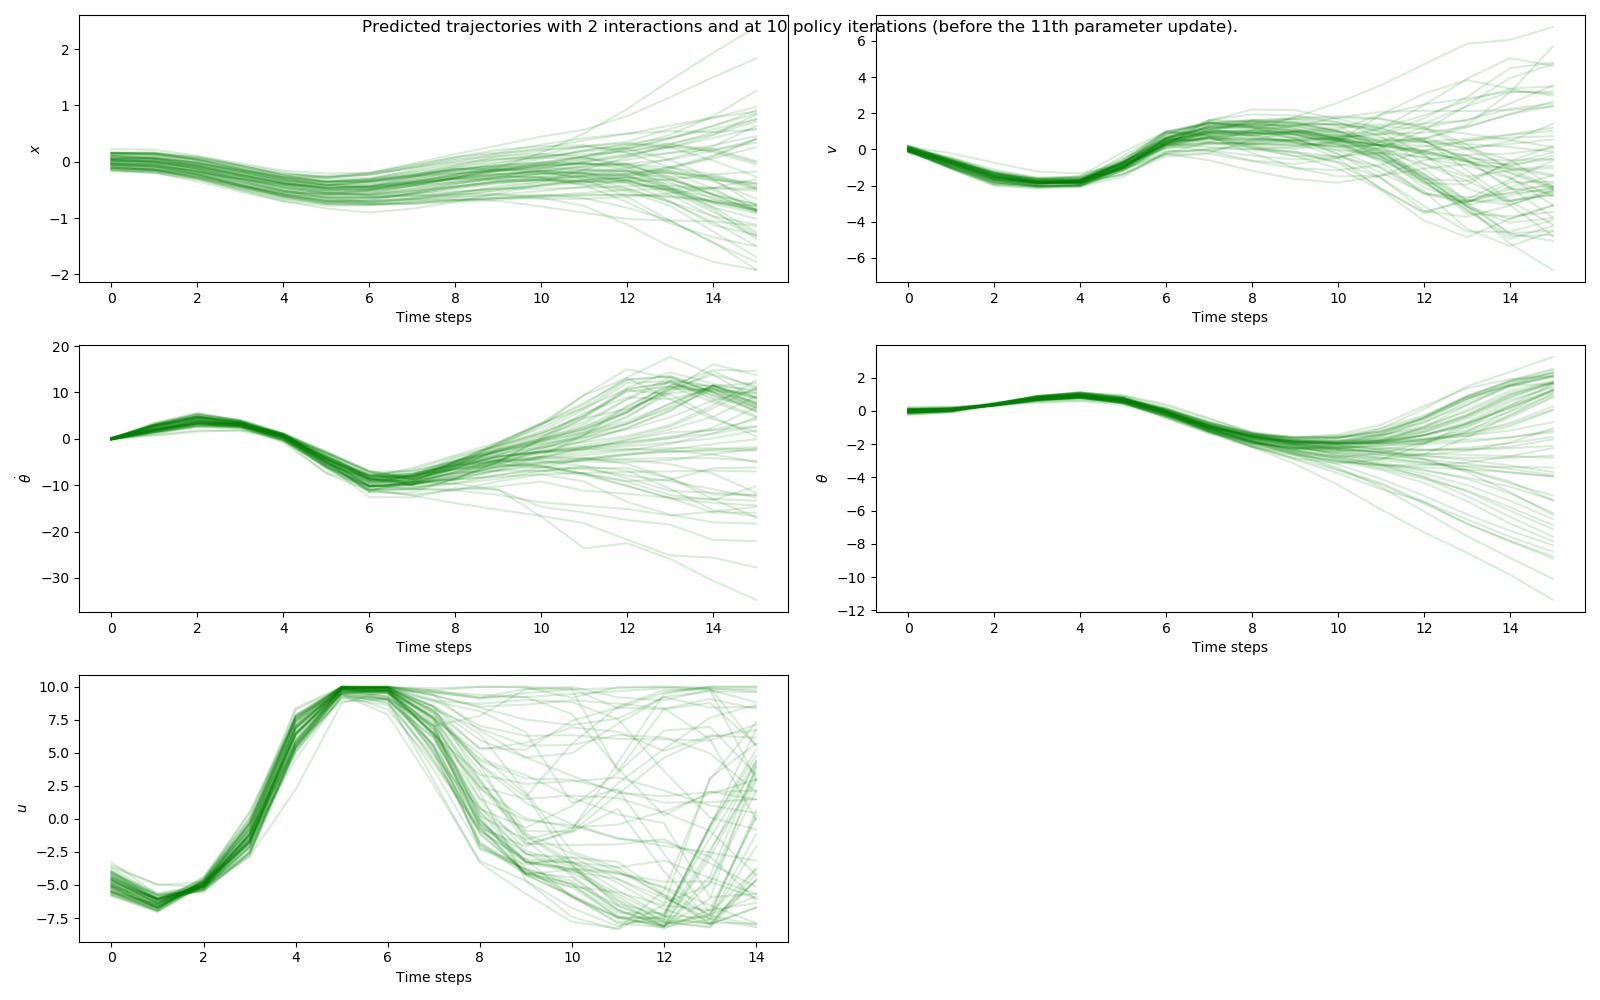 Predicted trajectories with 2 interactions and at 10 policy iterations (before the 11th parameter update).
2
1
0
−1
−2
x
0 2 4 6 8 10 12 14
Time steps
6
4
2
0
−2
−4
−6
v
0 2 4 6 8 10 12 14
Time steps
20
10
0
−10
−20
−30
θ̇
0 2 4 6 8 10 12 14
Time steps
2
0
−2
−4
−6
−8
−10
−12
θ
0 2 4 6 8 10 12 14
Time steps
10.0
7.5
5.0
2.5
0.0
−2.5
−5.0
−7.5
u
0 2 4 6 8 10 12 14
Time steps